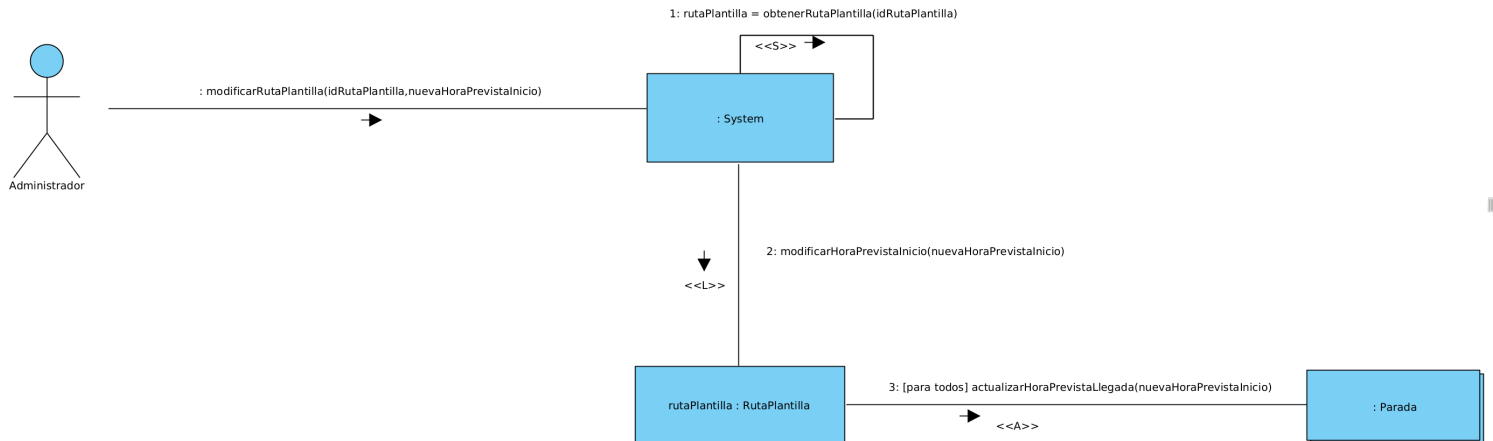 1: rutaPlantilla = obtenerRutaPlantilla(idRutaPlantilla)
<<S>>
: modificarRutaPlantilla(idRutaPlantilla,nuevaHoraPrevistaInicio)
: System
Administrador
2: modificarHoraPrevistaInicio(nuevaHoraPrevistaInicio)
<<L>>
3: [para todos] actualizarHoraPrevistaLlegada(nuevaHoraPrevistaInicio)
rutaPlantilla : RutaPlantilla
: Parada
<<A>>